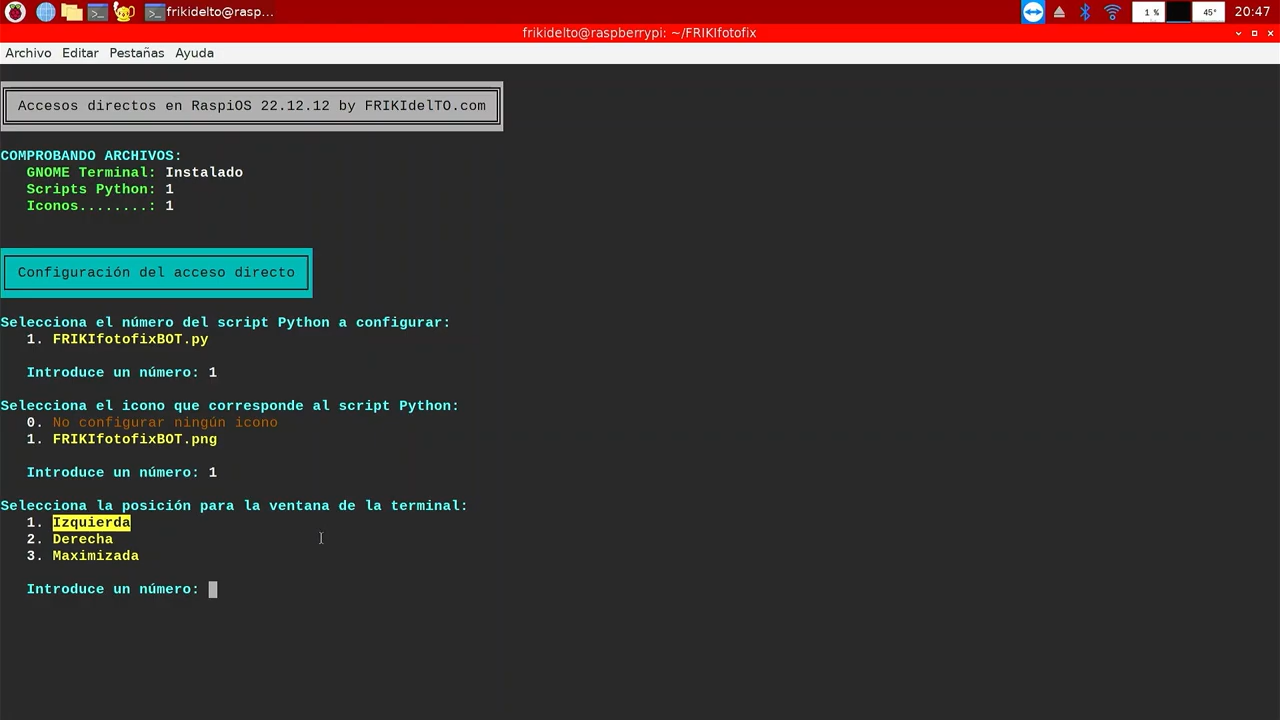 frikidelto@rasp...
1 %
45°
20:47
frikidelto@raspberrypi: ~/FRIKIfotofix
Archivo Editar Pestañas Ayuda
Accesos directos en RaspiOS 22.12.12 by FRIKIdelTO.com
COMPROBANDO ARCHIVOS:
GNOME Terminal: Instalado
Scripts Python: 1
Iconos........: 1
Configuración del acceso directo
Selecciona el número del script Python a configurar:
1. FRIKIfotofixBOT.py
Introduce un número: 1
Selecciona el icono que corresponde al script Python:
0. No configurar ningún icono
1. FRIKIfotofixBOT.png
Introduce un número: 1
Selecciona la posición para la ventana de la terminal:
1. Izquierda
2. Derecha
3. Maximizada
Introduce un número: